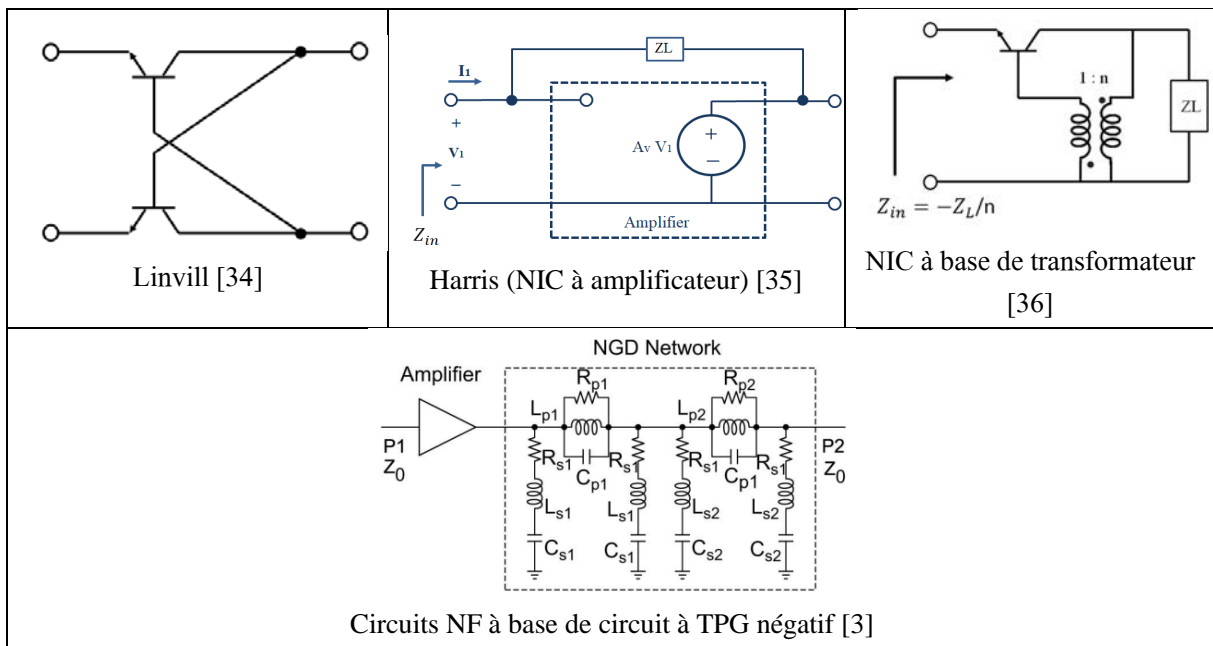 Linvill [34]
I1
ZL
+
V1
−
Zin
Av V1
+
−
Amplifier
Harris (NIC à amplificateur) [35]
1 : n
ZL
Zin = −ZL/n
NIC à base de transformateur
[36]
NGD Network
Amplifier
Rp1
Rp2
Lp1
Lp2
P1
Z0
Rs1
Cp1
Rs1
Rs1
Cp1
Rs1
P2
Z0
Ls1
Ls1
Ls2
Ls2
Cs1
Cs1
Cs2
Cs2
Circuits NF à base de circuit à TPG négatif [3]